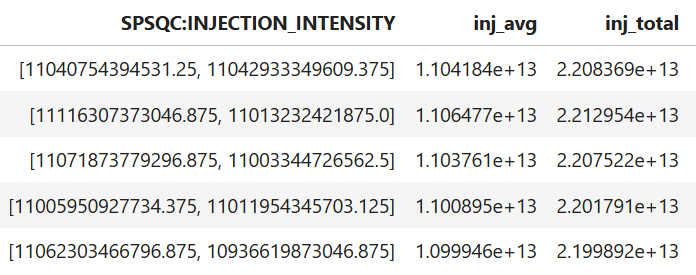 SPSQC:INJECTION_INTENSITY inj_avg inj_total
[11040754394531.25, 11042933349609.375] 1.104184e+13 2.208369e+13
[11116307373046.875, 11013232421875.0] 1.106477e+13 2.212954e+13
[11071873779296.875, 11003344726562.5] 1.103761e+13 2.207522e+13
[11005950927734.375, 11011954345703.125] 1.100895e+13 2.201791e+13
[11062303466796.875, 10936619873046.875] 1.099946e+13 2.199892e+13